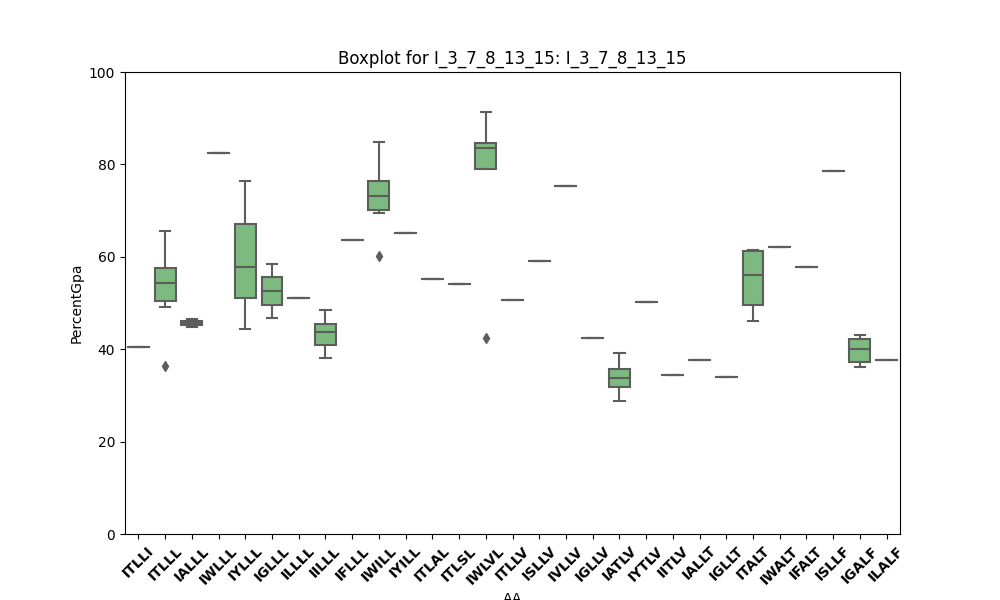 Boxplot for I_3_7_8_13_15: I_3_7_8_13_15
100
80
60
40
20
0
PercentGpa
ITLLI ITLLL IALLL IWLLL IYLLL IGLLL ILLLL IILLL IFLLL IWILL IYILL ITLAL ITLSL IWLVL ITLLV ISLLV IVLLV IGLLV IATLV IYTLV IITLV IALLT IGLLT ITALT IWALT IFALT ISLLF IGALF ILALF
AA